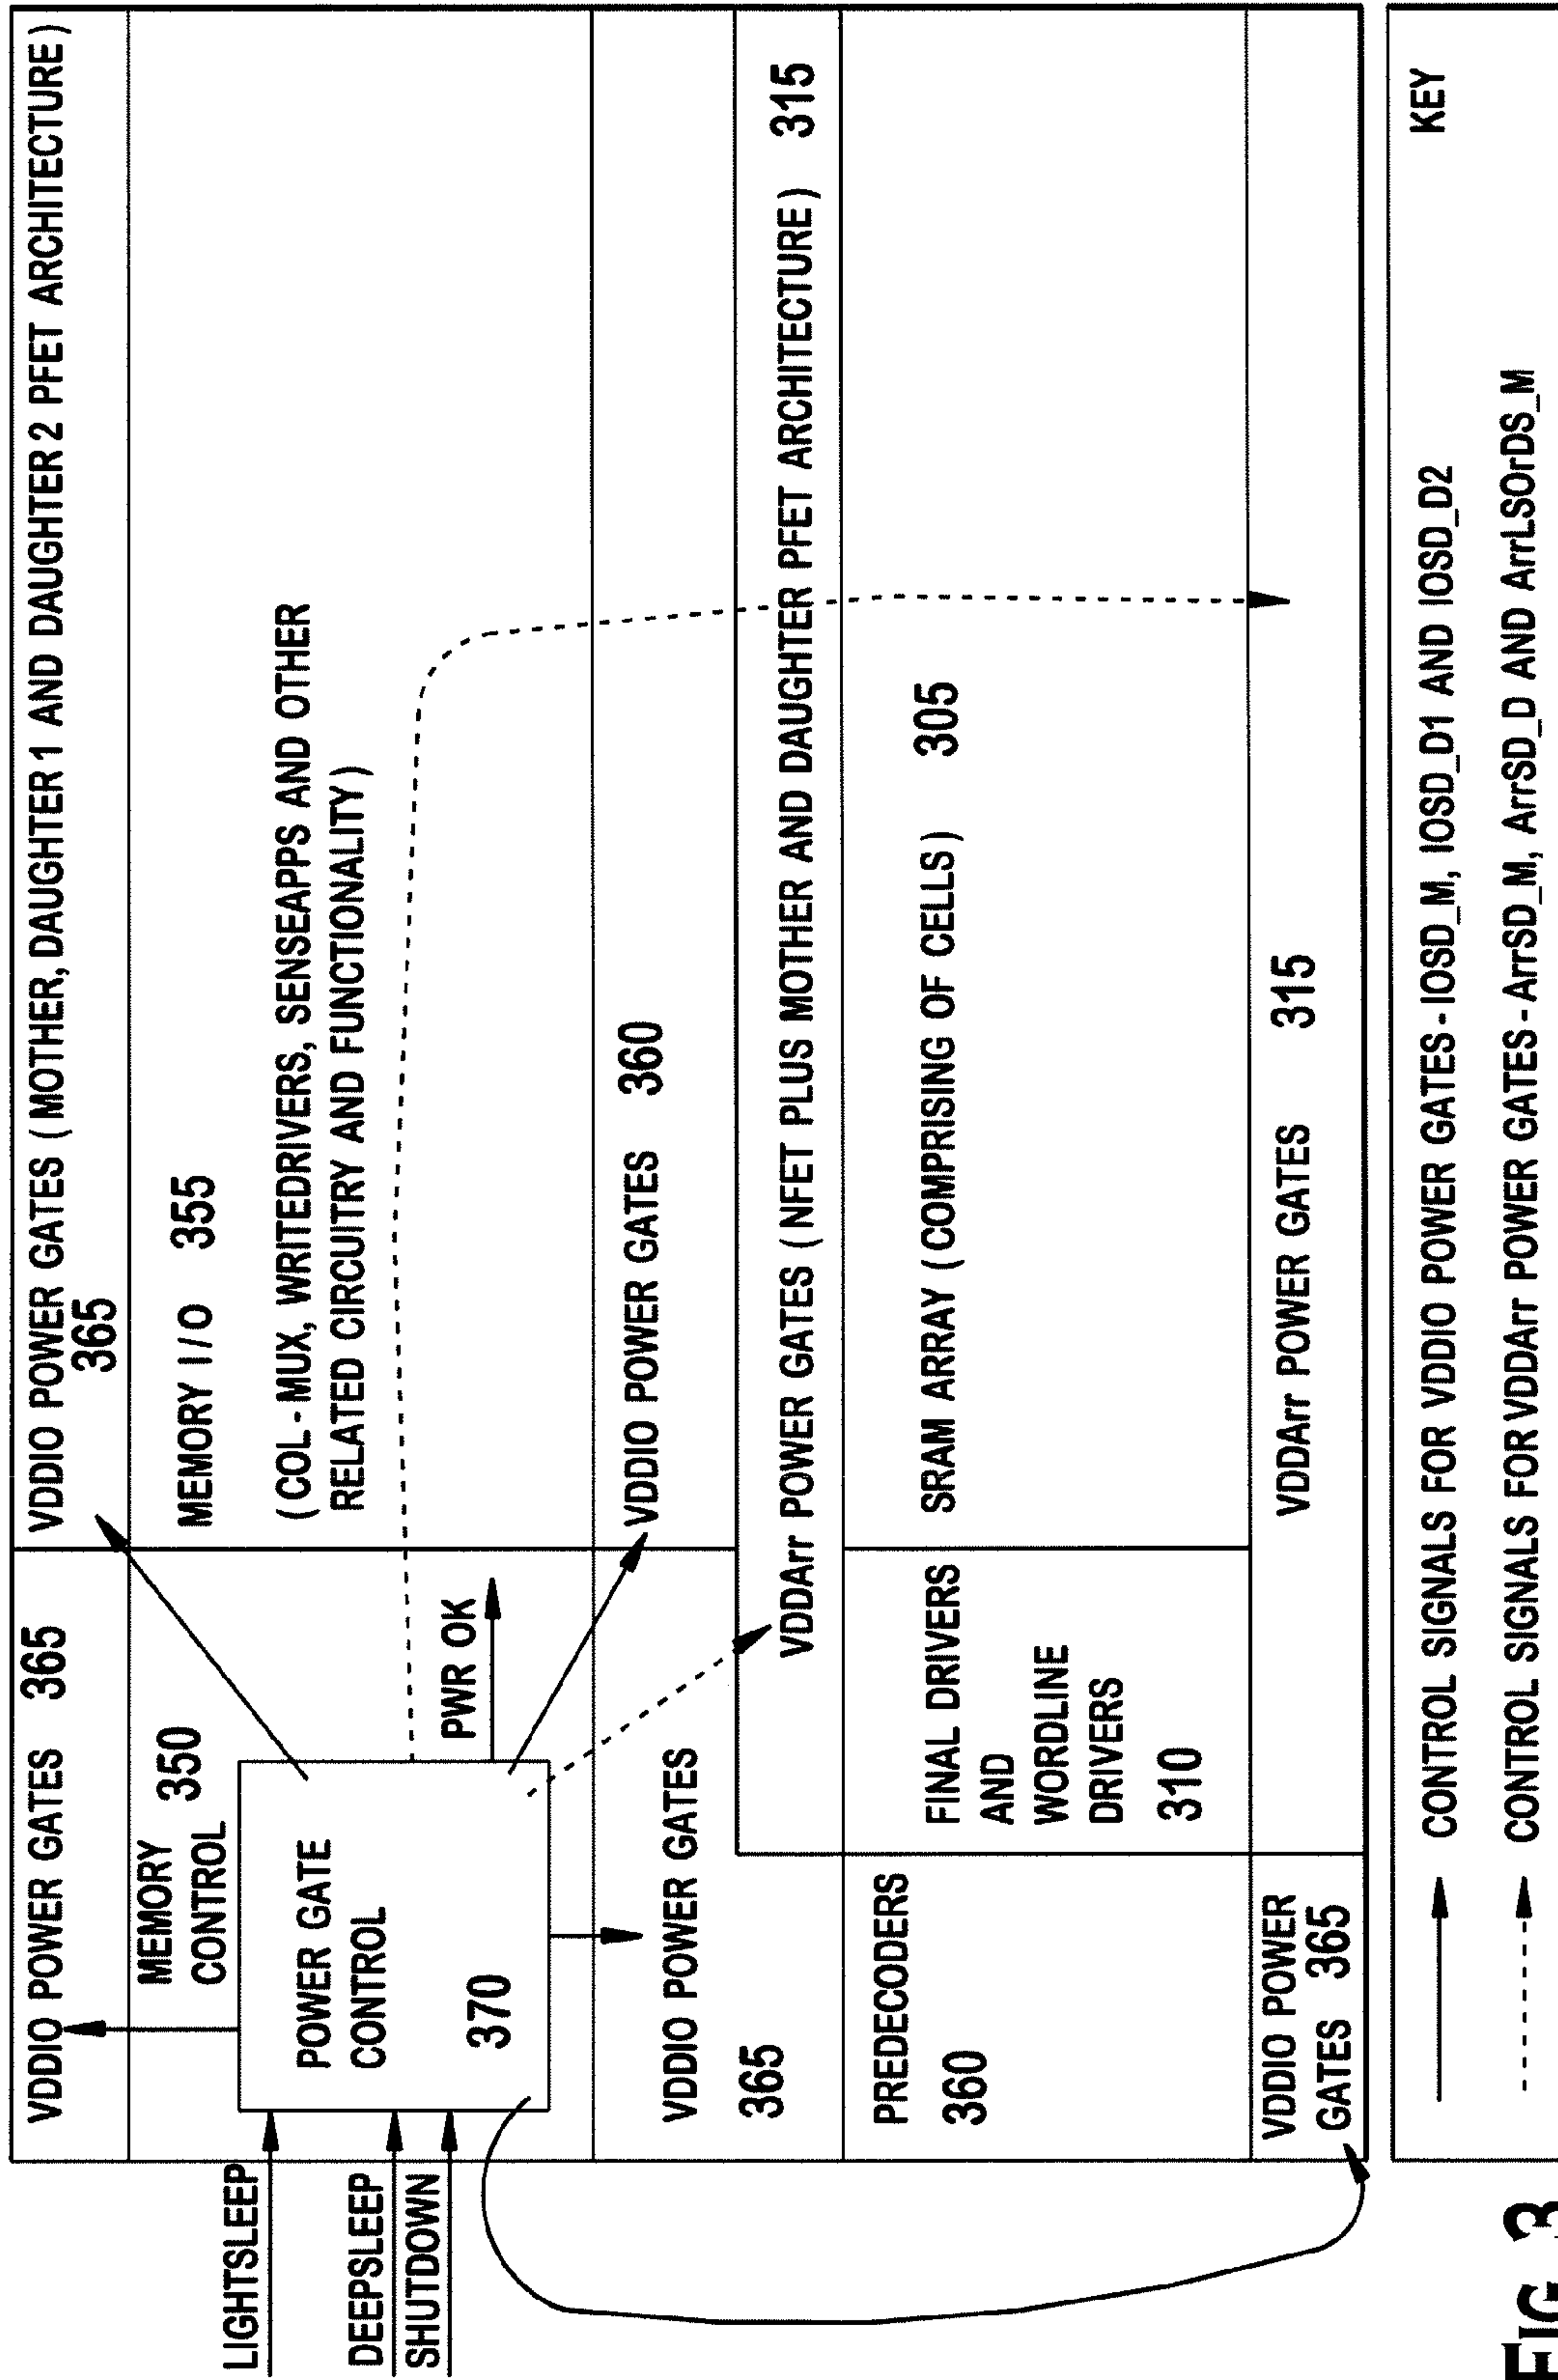 VDDIO POWER GATES 365
VDDIO POWER GATES ( MOTHER, DAUGHTER 1 AND DAUGHTER 2 PFET ARCHITECTURE )
365
MEMORY
CONTROL 350
MEMORY I/O 355
(COL - MUX, WRITEDRIVERS, SENSEAPPS AND OTHER
RELATED CIRCUITRY AND FUNCTIONALITY)
LIGHTSLEEP
DEEPSLEEP
SHUTDOWN
POWER GATE
CONTROL
370
PWR OK
VDDIO POWER GATES
365
VDDIO POWER GATES 360
VDDArr POWER GATES ( NFET PLUS MOTHER AND DAUGHTER PFET ARCHITECTURE ) 315
PREDECODERS
360
FINAL DRIVERS
AND
WORDLINE
DRIVERS
310
SRAM ARRAY ( COMPRISING OF CELLS ) 305
VDDIO POWER
GATES 365
VDDArr POWER GATES 315
KEY
CONTROL SIGNALS FOR VDDIO POWER GATES - IOSD_M, IOSD_D1 AND IOSD_D2
CONTROL SIGNALS FOR VDDArr POWER GATES - ArrSD_M, ArrSD_D AND ArrLSOrDS_M
FIG. 3